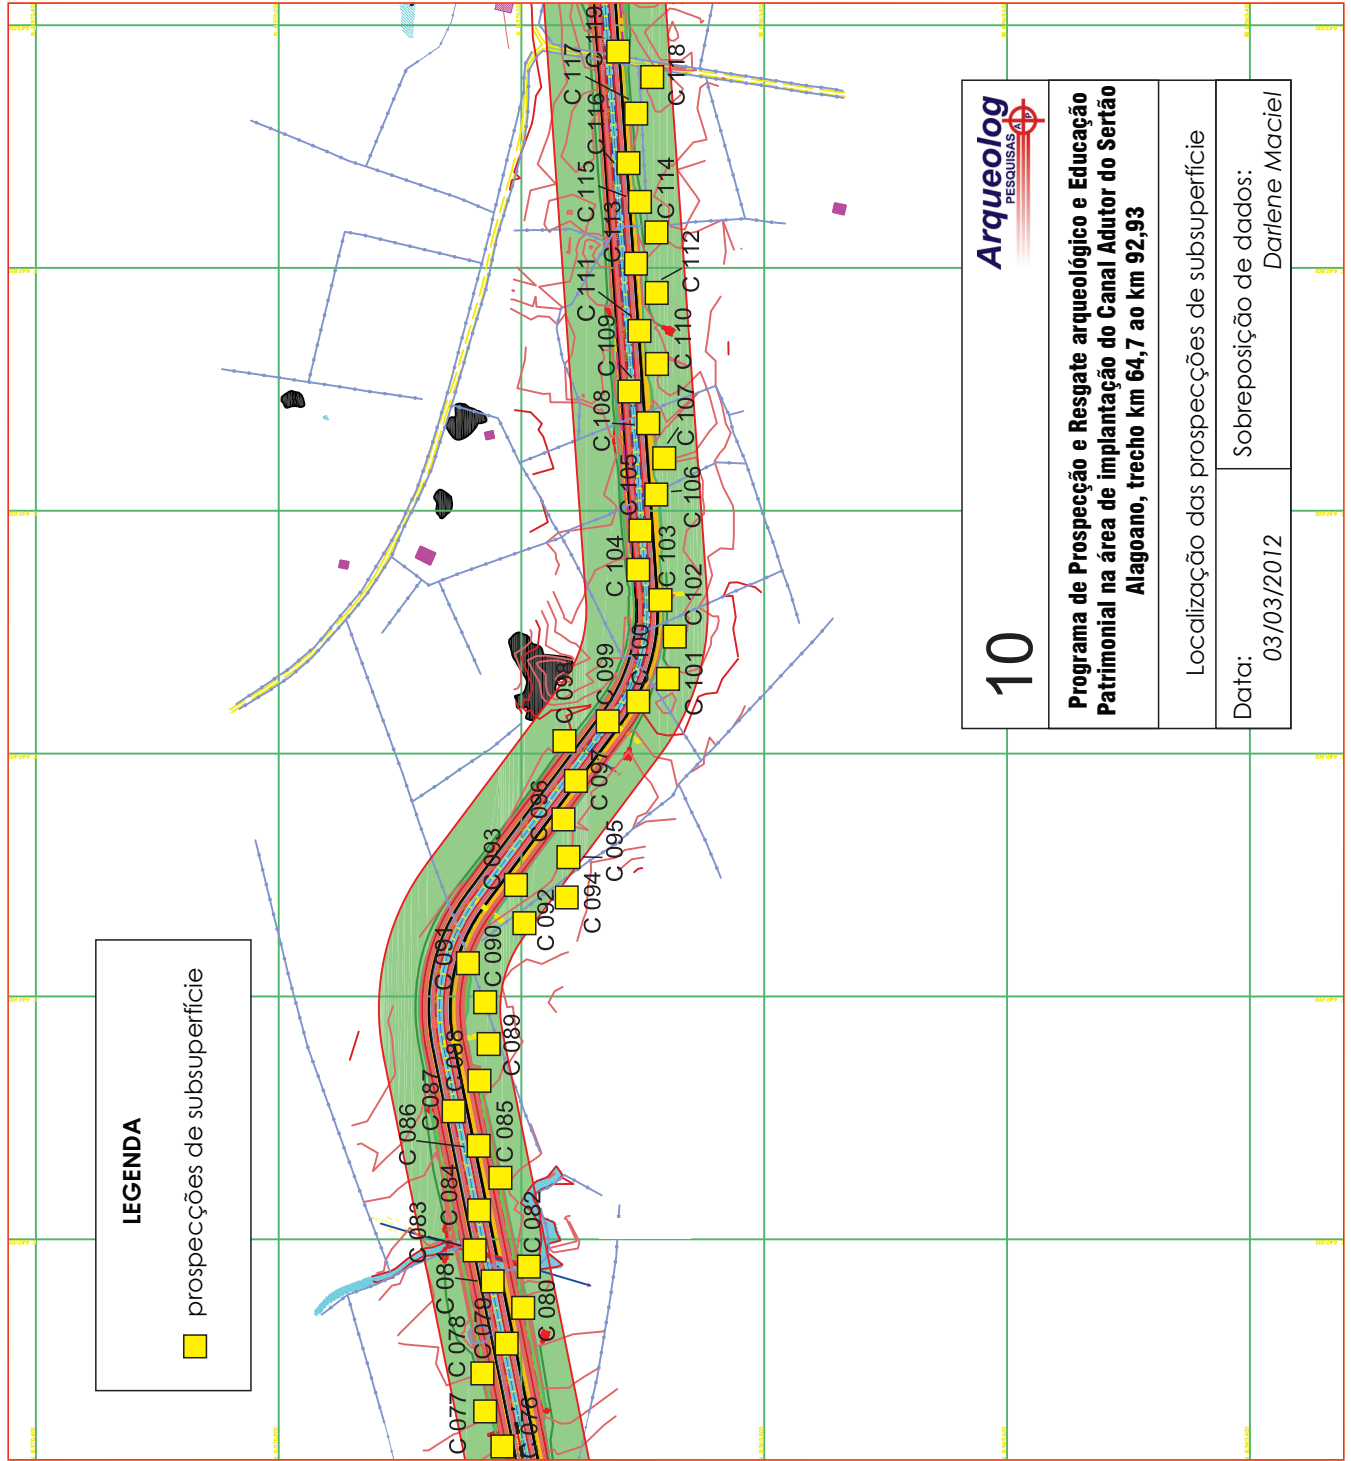 LEGENDA
prospecções de subsuperfície
C 076
C 077
C 078
C 079
C 080
C 081
C 082
C 083
C 084
C 085
C 086
C 087
C 088
C 089
C 090
C 091
C 092
C 093
C 094
C 095
C 096
C 097
C 098
C 099
C 100
C 101
C 102
C 103
C 104
C 105
C 106
C 107
C 108
C 109
C 110
C 111
C 112
C 113
C 114
C 115
C 116
C 117
C 118
C 119
10
Arqueolog
PESQUISAS
A P
Programa de Prospecção e Resgate arqueológico e Educação
Patrimonial na área de implantação do Canal Adutor do Sertão
Alagoano, trecho km 64,7 ao km 92,93
Localização das prospecções de subsuperfície
Data:
03/03/2012
Sobreposição de dados:
Darlene Maciel